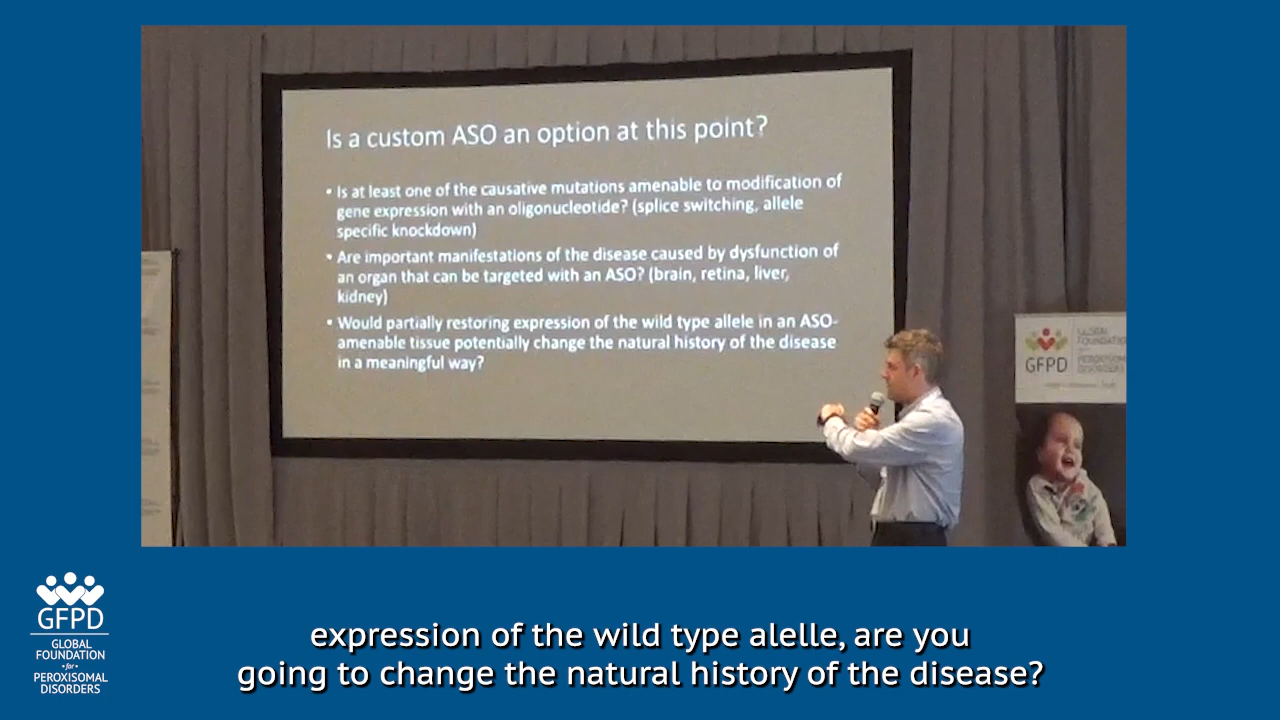 Is a custom ASO an option at this point?
• Is at least one of the causative mutations amenable to modification of
gene expression with an oligonucleotide? (splice switching, allele
specific knockdown)
• Are important manifestations of the disease caused by dysfunction of
an organ that can be targeted with an ASO? (brain, retina, liver,
kidney)
• Would partially restoring expression of the wild type allele in an ASO-
amenable tissue potentially change the natural history of the disease
in a meaningful way?
GFPD
GLOBAL
FOUNDATION
PEROXISOMAL
DISORDERS
GFPD
GLOBAL
FOUNDATION
•for•
PEROXISOMAL
DISORDERS
expression of the wild type alelle, are you
going to change the natural history of the disease?